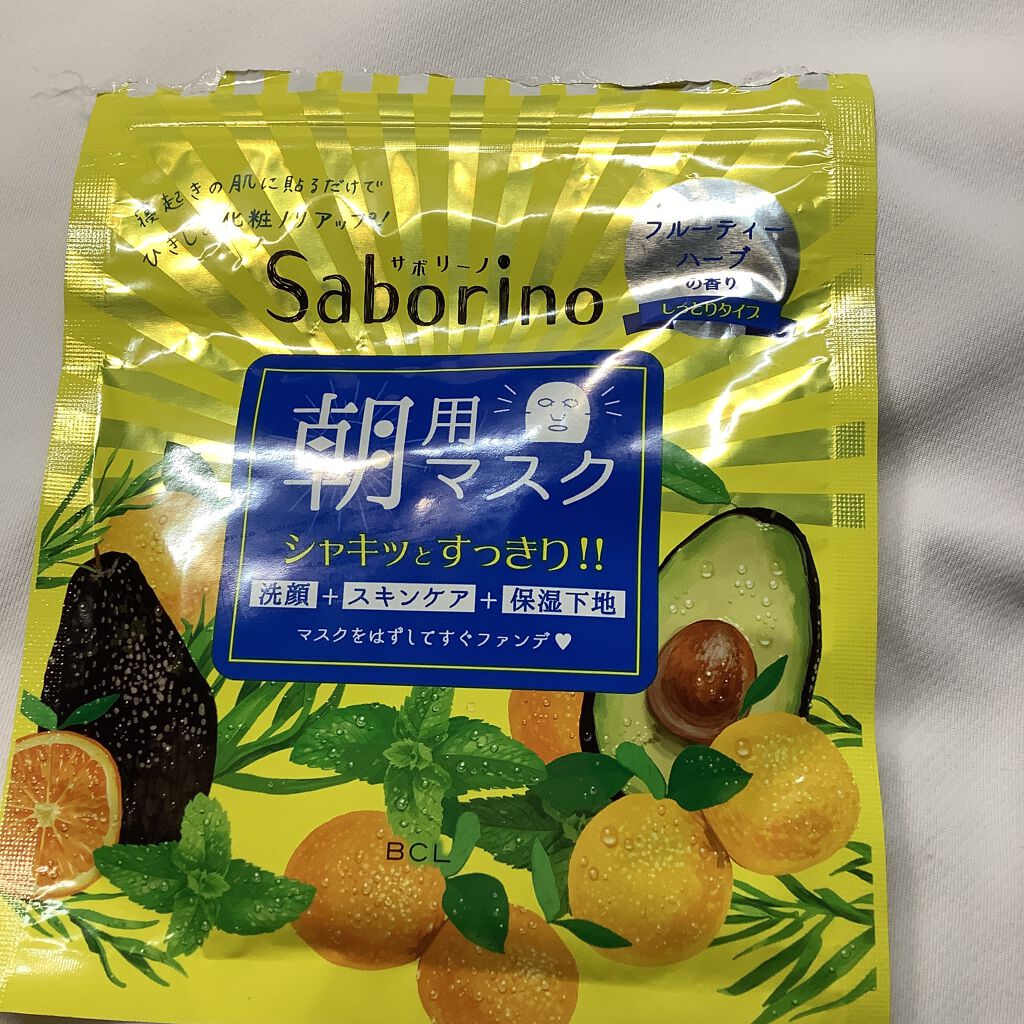 寝起きの肌に貼るだけで
ひきしめ化粧ノリアップ!
サボリーノ
Saborino
フルーティー
ハーブ
の香り
しっとりタイプ
朝用
マスク
シャキッとすっきり!!
洗顔+スキンケア+保湿下地
マスクをはずしてすぐファンデ♥
BCL